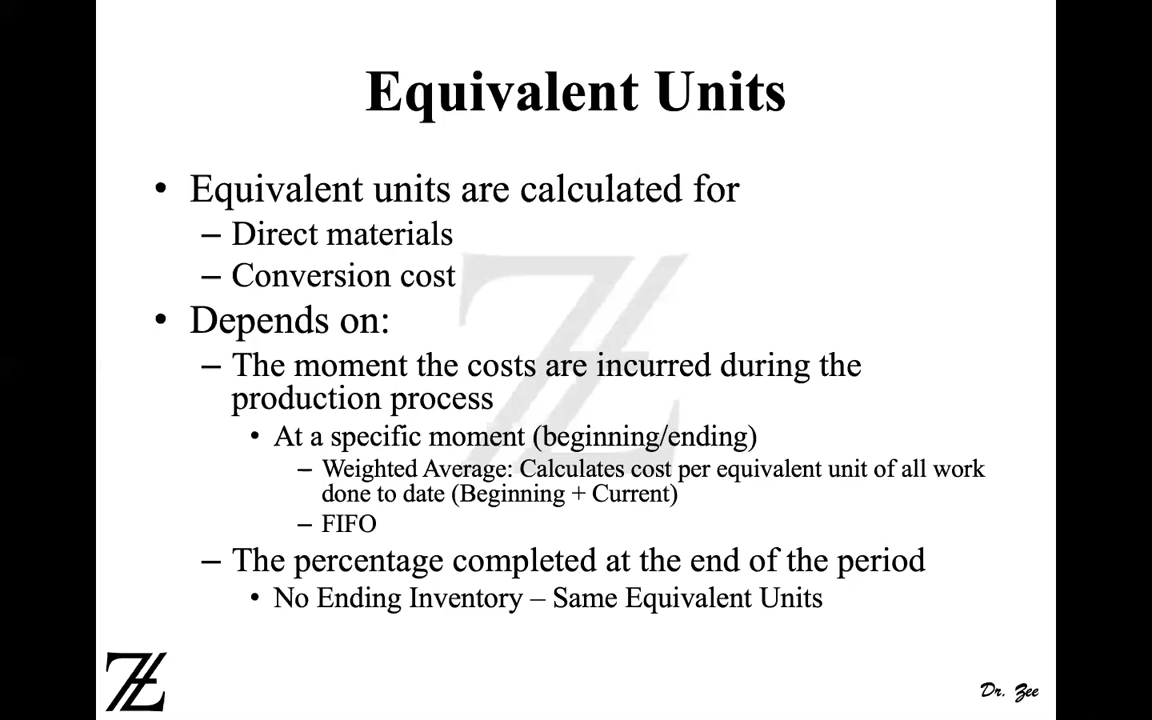 Equivalent Units
• Equivalent units are calculated for
– Direct materials
– Conversion cost
• Depends on:
– The moment the costs are incurred during the
production process
• At a specific moment (beginning/ending)
– Weighted Average: Calculates cost per equivalent unit of all work
done to date (Beginning + Current)
– FIFO
– The percentage completed at the end of the period
• No Ending Inventory – Same Equivalent Units
Dr. Zee